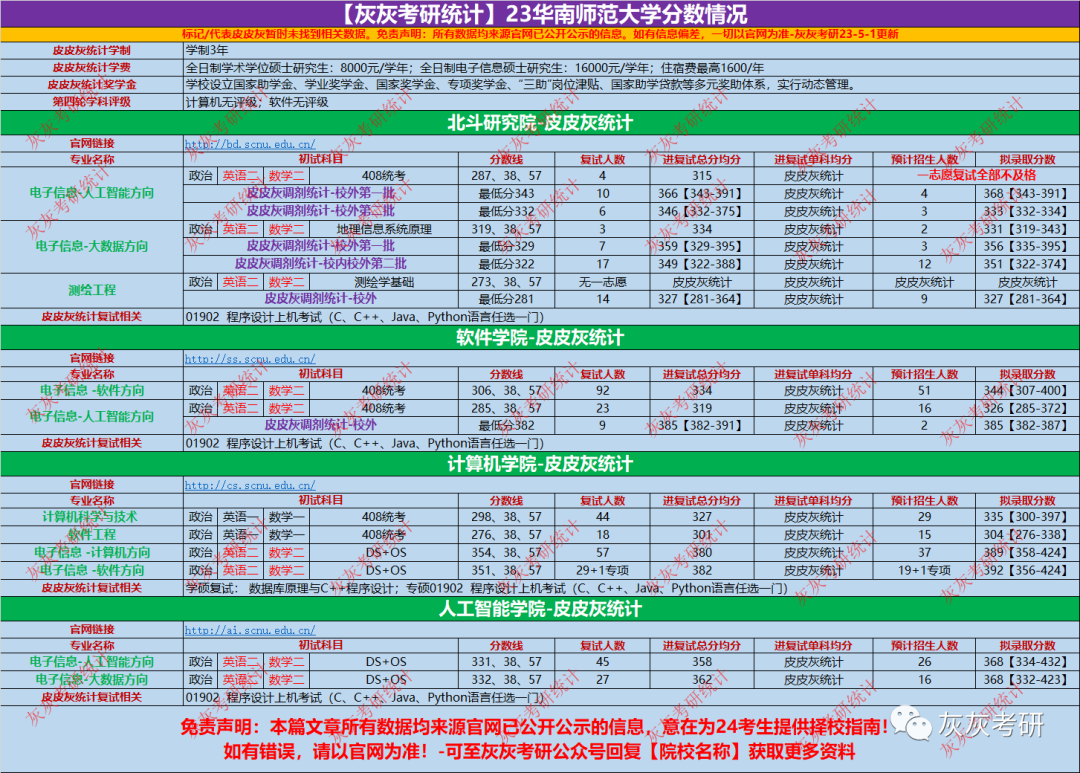 【灰灰考研统计】23华南师范大学分数情况
标记/代表皮皮灰暂时未找到相关数据。免责声明：所有数据均来源官网已公开公示的信息。如有信息偏差，一切以官网为准-灰灰考研23-5-1更新
皮皮灰统计学制 学制3年
皮皮灰统计学费 全日制学术学位硕士研究生：8000元/学年；全日制电子信息硕士研究生：16000元/学年；住宿费最高1600/年
皮皮灰统计奖学金 学校设立国家助学金、学业奖学金、国家奖学金、专项奖学金、“三助”岗位津贴、国家助学贷款等多元奖助体系，实行动态管理。
第四轮学科评级 计算机无评级；软件无评级
北斗研究院-皮皮灰统计
官网链接 http://bd.scnu.edu.cn/
专业名称 初试科目 分数线 复试人数 进复试总分均分 进复试单科均分 预计招生人数 拟录取分数
电子信息-人工智能方向 政治 英语二 数学二 408统考 287、38、57 4 315 皮皮灰统计 一志愿复试全部不及格
皮皮灰调剂统计-校外第一批 最低分343 10 366【343-391】 皮皮灰统计 4 368【343-391】
皮皮灰调剂统计-校外第二批 最低分332 6 346【332-375】 皮皮灰统计 3 333【332-334】
电子信息-大数据方向 政治 英语二 数学二 地理信息系统原理 319、38、57 3 334 皮皮灰统计 2 331【319-343】
皮皮灰调剂统计-校外第一批 最低分329 7 359【329-395】 皮皮灰统计 3 356【335-395】
皮皮灰调剂统计-校内校外第二批 最低分322 17 349【322-388】 皮皮灰统计 12 351【322-374】
测绘工程 政治 英语二 数学二 测绘学基础 273、38、57 无一志愿 皮皮灰统计 皮皮灰统计 皮皮灰统计 皮皮灰统计
皮皮灰调剂统计-校外 最低分281 14 327【281-364】 皮皮灰统计 9 327【281-364】
皮皮灰统计复试相关 01902 程序设计上机考试（C、C++、Java、Python语言任选一门）
软件学院-皮皮灰统计
官网链接 http://ss.scnu.edu.cn/
专业名称 初试科目 分数线 复试人数 进复试总分均分 进复试单科均分 预计招生人数 拟录取分数
电子信息 -软件方向 政治 英语二 数学二 408统考 306、38、57 92 334 皮皮灰统计 51 344【307-400】
电子信息-人工智能方向 政治 英语二 数学二 408统考 285、38、57 23 319 皮皮灰统计 16 326【285-372】
皮皮灰调剂统计-校外 最低分382 9 385【382-391】 皮皮灰统计 2 385【382-387】
皮皮灰统计复试相关 01902 程序设计上机考试（C、C++、Java、Python语言任选一门）
计算机学院-皮皮灰统计
官网链接 http://cs.scnu.edu.cn/
专业名称 初试科目 分数线 复试人数 进复试总分均分 进复试单科均分 预计招生人数 拟录取分数
计算机科学与技术 政治 英语一 数学一 408统考 298、38、57 44 327 皮皮灰统计 29 335【300-397】
软件工程 政治 英语一 数学一 408统考 276、38、57 18 301 皮皮灰统计 15 304【276-338】
电子信息 -计算机方向 政治 英语二 数学二 DS+OS 354、38、57 57 380 皮皮灰统计 37 389【358-424】
电子信息 -软件方向 政治 英语二 数学二 DS+OS 351、38、57 29+1专项 382 皮皮灰统计 19+1专项 392【356-424】
皮皮灰统计复试相关 学硕复试： 数据库原理与C++程序设计；专硕01902 程序设计上机考试（C、C++、Java、Python语言任选一门）
人工智能学院-皮皮灰统计
官网链接 http://ai.scnu.edu.cn/
专业名称 初试科目 分数线 复试人数 进复试总分均分 进复试单科均分 预计招生人数 拟录取分数
电子信息-人工智能方向 政治 英语二 数学二 DS+OS 331、38、57 45 358 皮皮灰统计 26 368【334-432】
电子信息-大数据方向 政治 英语二 数学二 DS+OS 332、38、57 27 362 皮皮灰统计 16 368【332-423】
皮皮灰统计复试相关 01902 程序设计上机考试（C、C++、Java、Python语言任选一门）
免责声明：本篇文章所有数据均来源官网已公开公示的信息，意在为24考生提供择校指南！
如有错误，请以官网为准！-可至灰灰考研公众号回复【院校名称】获取更多资料
灰灰考研